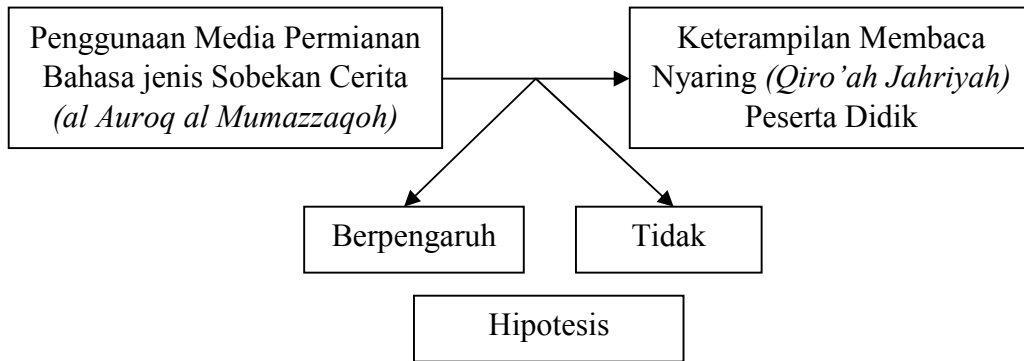 Penggunaan Media Permianan
Bahasa jenis Sobekan Cerita
(al Auroq al Mumazzaqoh)
Keterampilan Membaca
Nyaring (Qiro’ah Jahriyah)
Peserta Didik
Berpengaruh
Tidak
Hipotesis